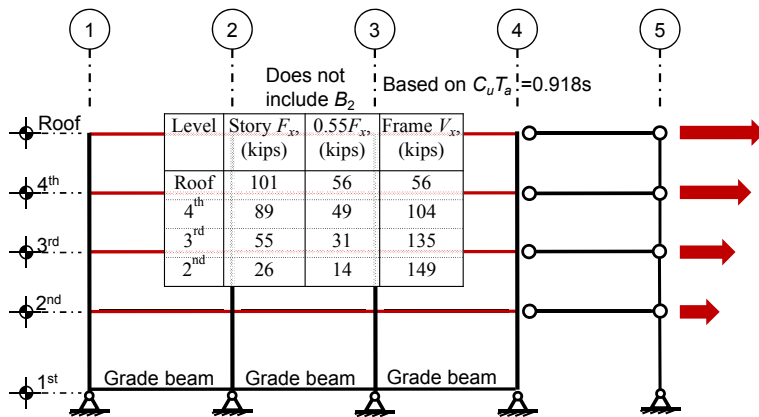 1 2 3 4 5
Does not
include B₂
Based on CᵤTₐ =0.918s
Roof
Level Story Fₓ, 0.55Fₓ, Frame Vₓ,
(kips) (kips) (kips)
Roof 101 56 56
4th 89 49 104
3rd 55 31 135
2nd 26 14 149
4th
3rd
2nd
1st
Grade beam Grade beam Grade beam